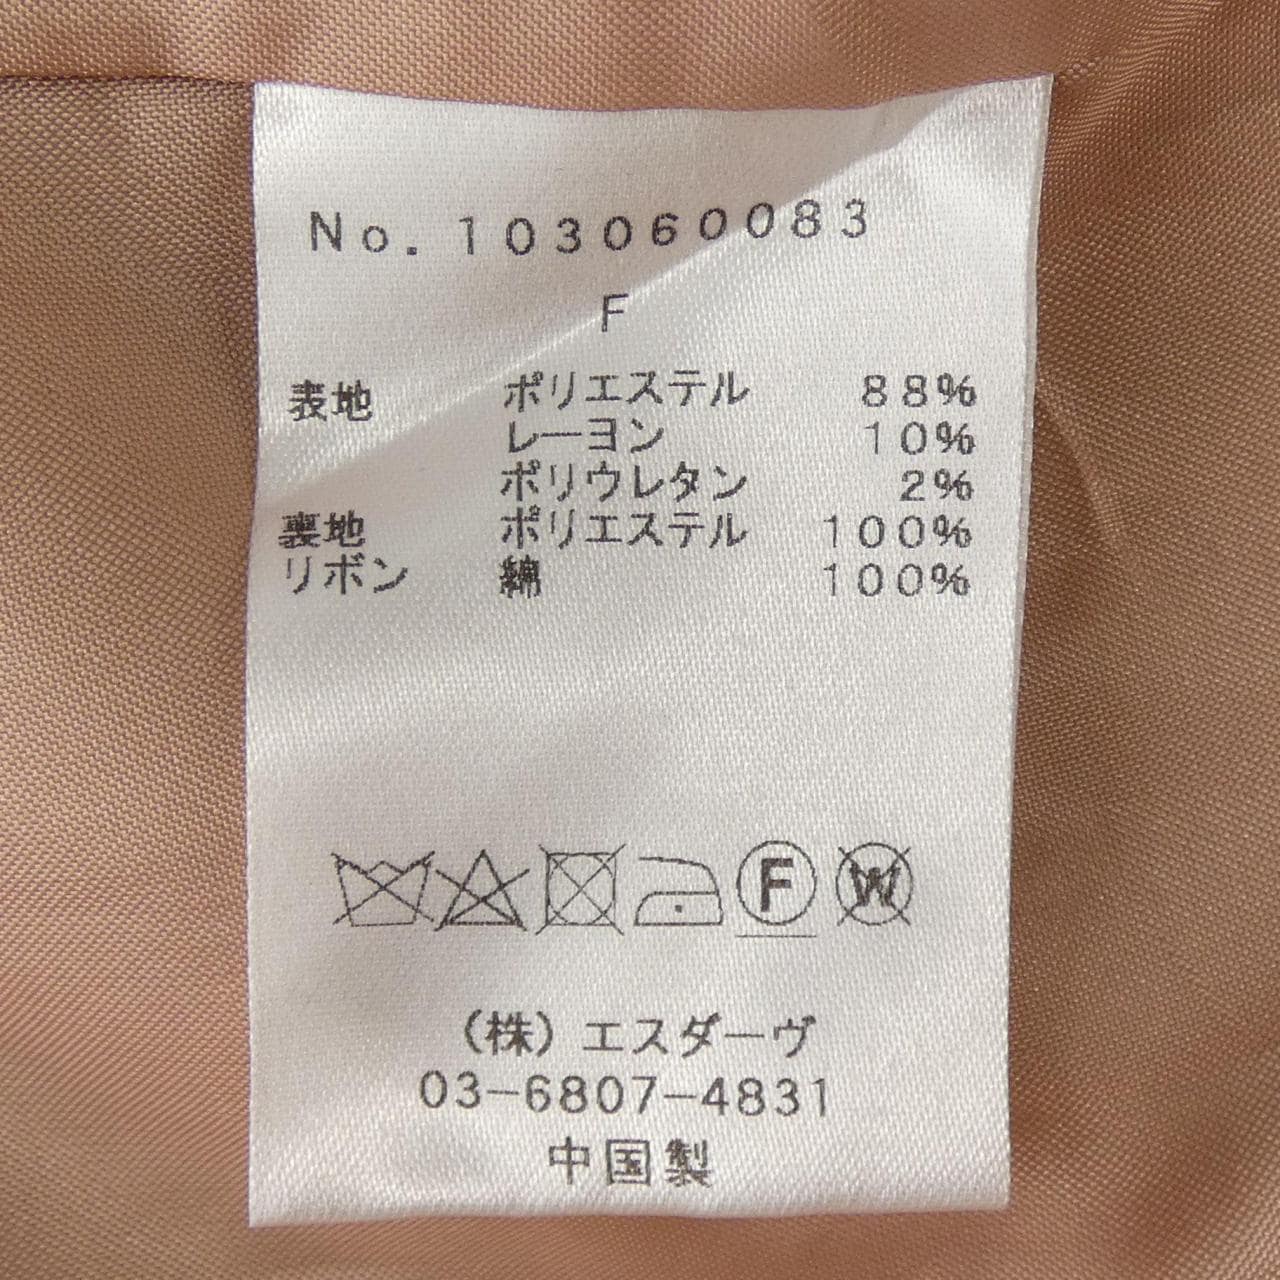 No.103060083
F
表地 ポリエステル 88%
レーヨン 10%
ポリウレタン 2%
裏地 ポリエステル 100%
リボン 綿 100%
F W
(株)エスダーヴ
03-6807-4831
中国製